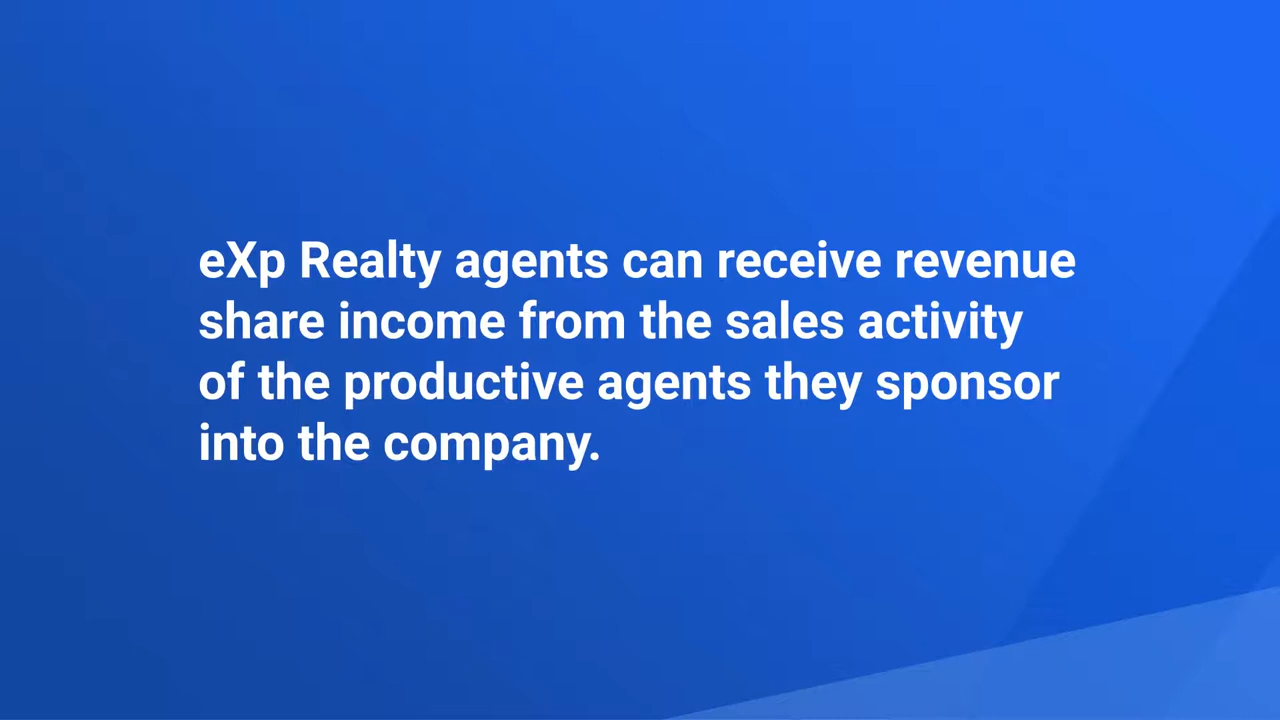 eXp Realty agents can receive revenue
share income from the sales activity
of the productive agents they sponsor
into the company.